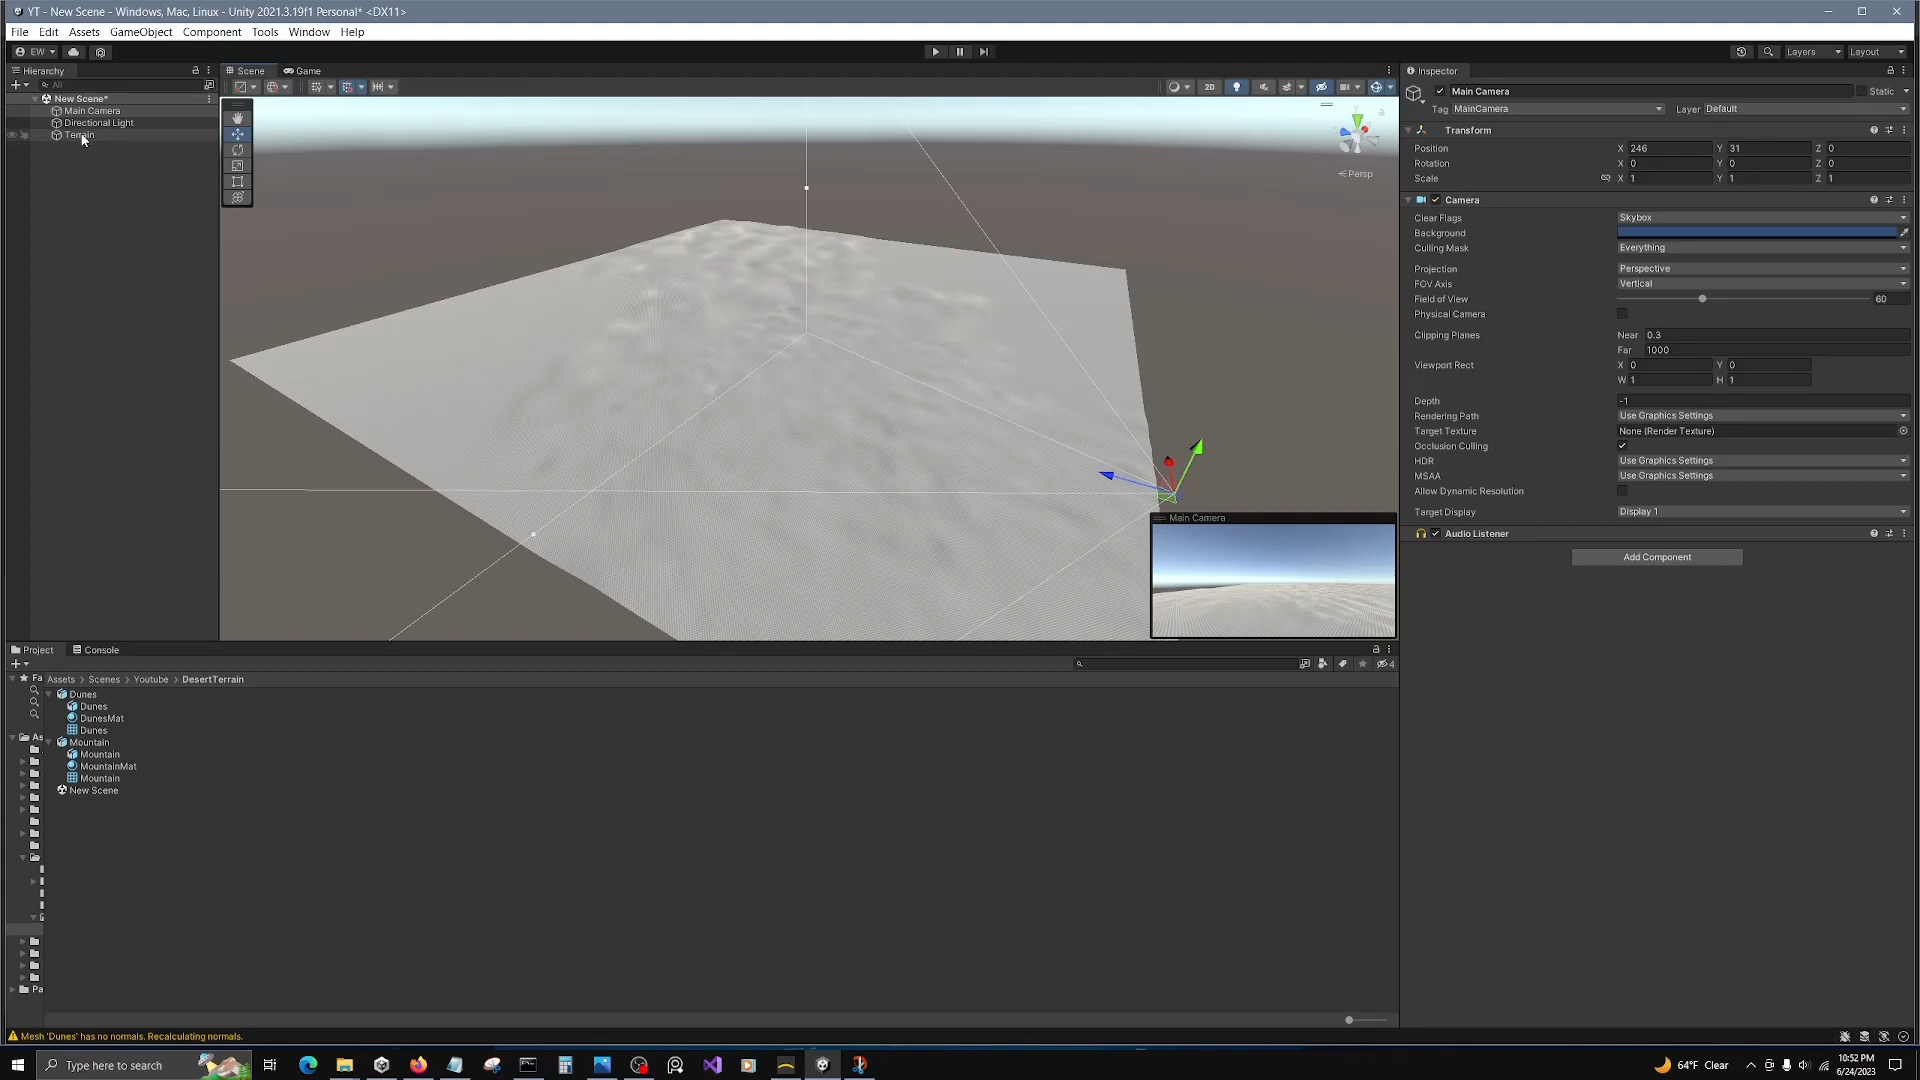 YT - New Scene - Windows, Mac, Linux - Unity 2021.3.19f1 Personal* <DX11>
File Edit Assets GameObject Component Tools Window Help
EW
Layers
Layout
Hierarchy
Scene
Game
Inspector
All
2D
New Scene*
Main Camera
Directional Light
Terrain
Persp
Main Camera
Static
Tag MainCamera Layer Default
Transform
Position X 246 Y 31 Z 0
Rotation X 0 Y 0 Z 0
Scale X 1 Y 1 Z 1
Camera
Clear Flags Skybox
Background
Culling Mask Everything
Projection Perspective
FOV Axis Vertical
Field of View 60
Physical Camera
Clipping Planes Near 0.3
Far 1000
Viewport Rect X 0 Y 0
W 1 H 1
Depth -1
Rendering Path Use Graphics Settings
Target Texture None (Render Texture)
Occlusion Culling
HDR Use Graphics Settings
MSAA Use Graphics Settings
Allow Dynamic Resolution
Target Display Display 1
Audio Listener
Add Component
Main Camera
Project
Console
4
Fa
Assets > Scenes > Youtube > DesertTerrain
Dunes
Dunes
DunesMat
Dunes
As
Mountain
Mountain
MountainMat
Mountain
New Scene
Pa
Mesh 'Dunes' has no normals. Recalculating normals.
Type here to search
64°F Clear
10:52 PM
6/24/2023